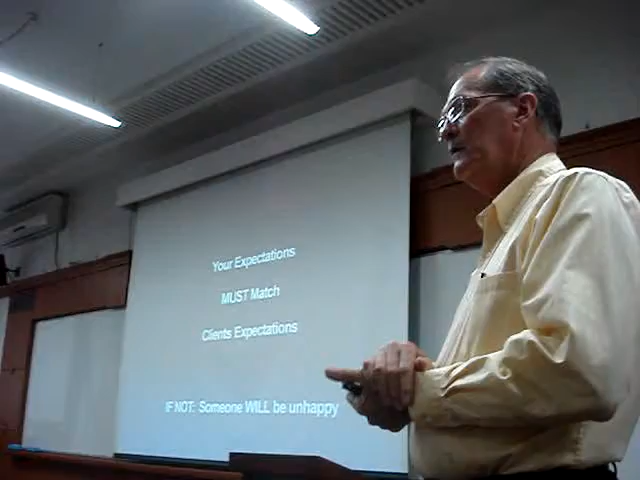 Your Expectations
MUST Match
Clients Expectations
IF NOT: Someone WILL be unhappy